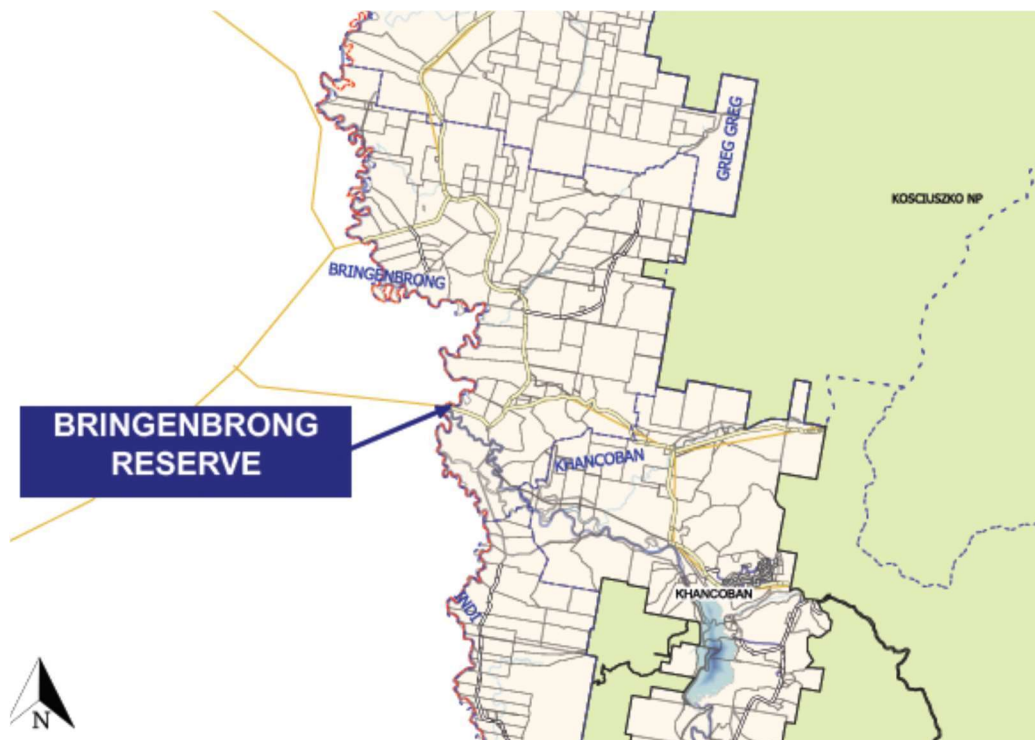 GREG GREG
KOSCIUSZKO NP
BRINGENBRONG
BRINGENBRONG
RESERVE
KHANCOBAN
KHANCOBAN
INDI
N